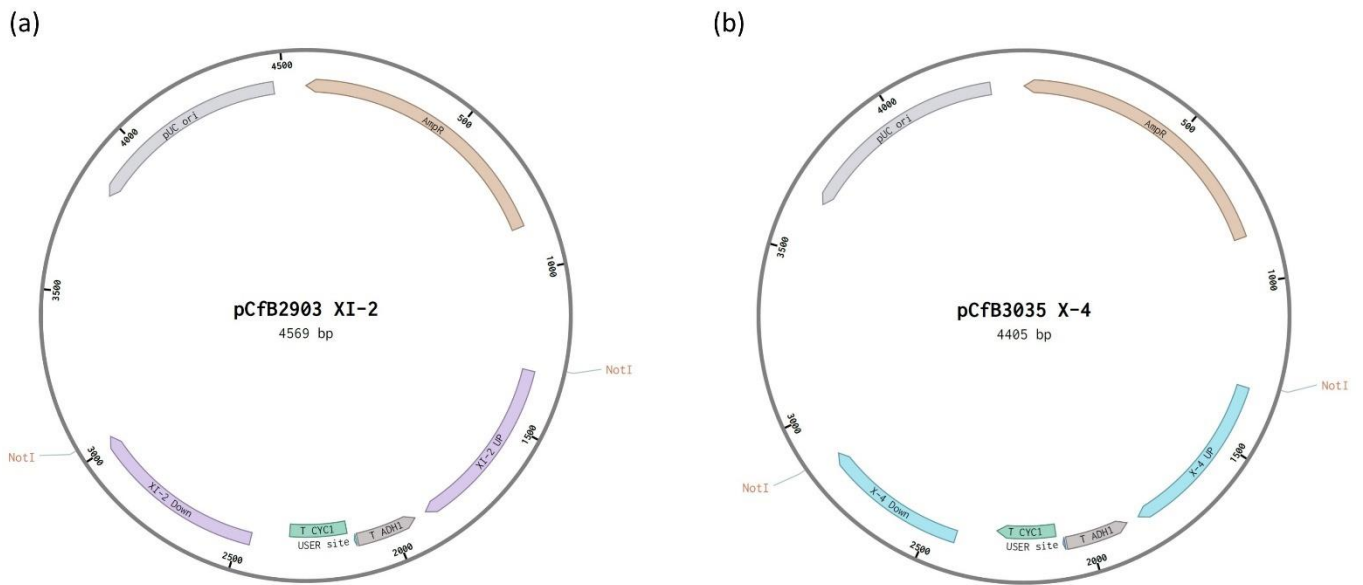 (a)
4500
500
AmpR
pUC ori
4000
1000
3500
pCfB2903 XI-2
4569 bp
NotI
XI-2 UP
1500
NotI
3000
XI-2 Down
T CYC1
USER site
T ADH1
2500
2000
(b)
4000
500
AmpR
pUC ori
1000
3500
pCfB3035 X-4
4405 bp
NotI
X-4 UP
1500
3000
NotI
X-4 Down
T CYC1
USER site
T ADH1
2500
2000